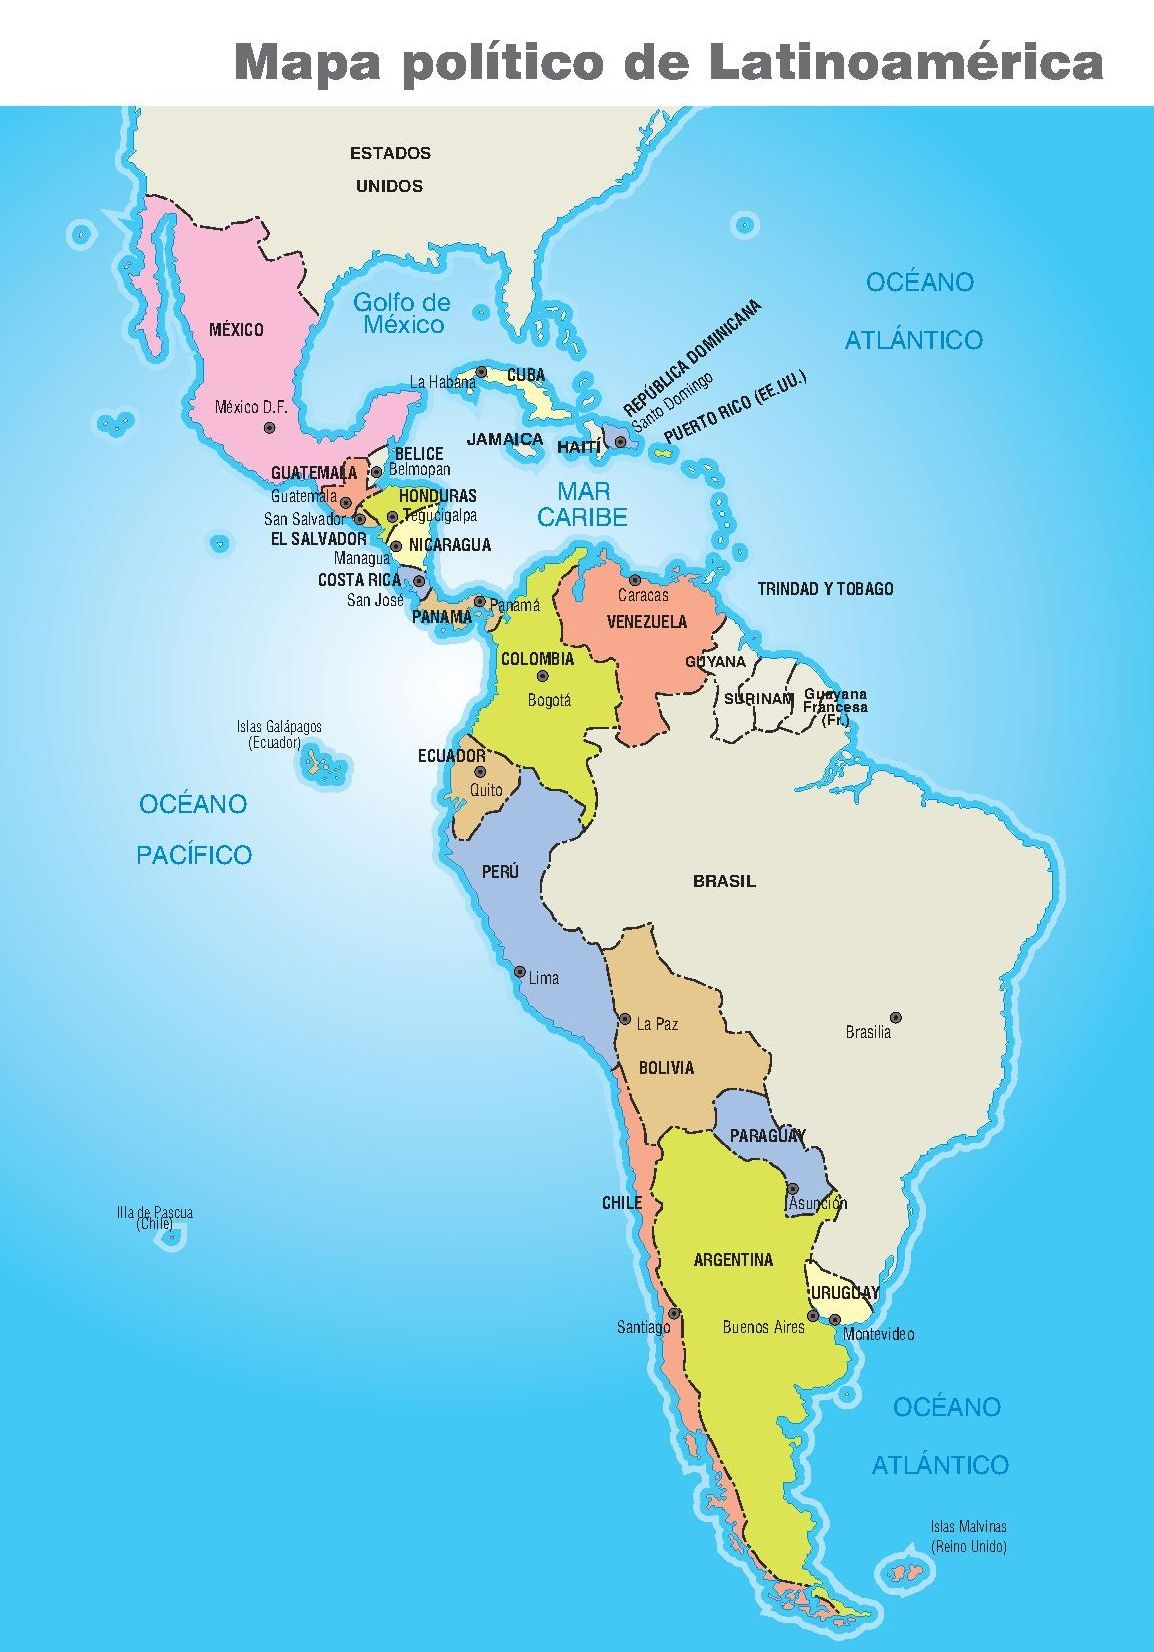 Mapa político de Latinoamérica
ESTADOS
UNIDOS
OCÉANO
ATLÁNTICO
Golfo de
México
MÉXICO
México D.F.
La Habana
CUBA
REPÚBLICA DOMINICANA
Santo Domingo
PUERTO RICO (EE.UU.)
JAMAICA
HAITÍ
BELICE
Belmopan
GUATEMALA
Guatemala
HONDURAS
Tegucigalpa
San Salvador
EL SALVADOR
NICARAGUA
Managua
MAR
CARIBE
COSTA RICA
San José
PANAMÁ
Panamá
TRINDAD Y TOBAGO
Caracas
VENEZUELA
COLOMBIA
Bogotá
GUYANA
SURINAM
Guayana
Francesa
(Fr.)
Islas Galápagos
(Ecuador)
ECUADOR
Quito
OCÉANO
PACÍFICO
PERÚ
Lima
BRASIL
Brasilia
La Paz
BOLIVIA
PARAGUAY
Asunción
CHILE
Illa de Pascua
(Chile)
ARGENTINA
URUGUAY
Santiago
Buenos Aires
Montevideo
OCÉANO
ATLÁNTICO
Islas Malvinas
(Reino Unido)